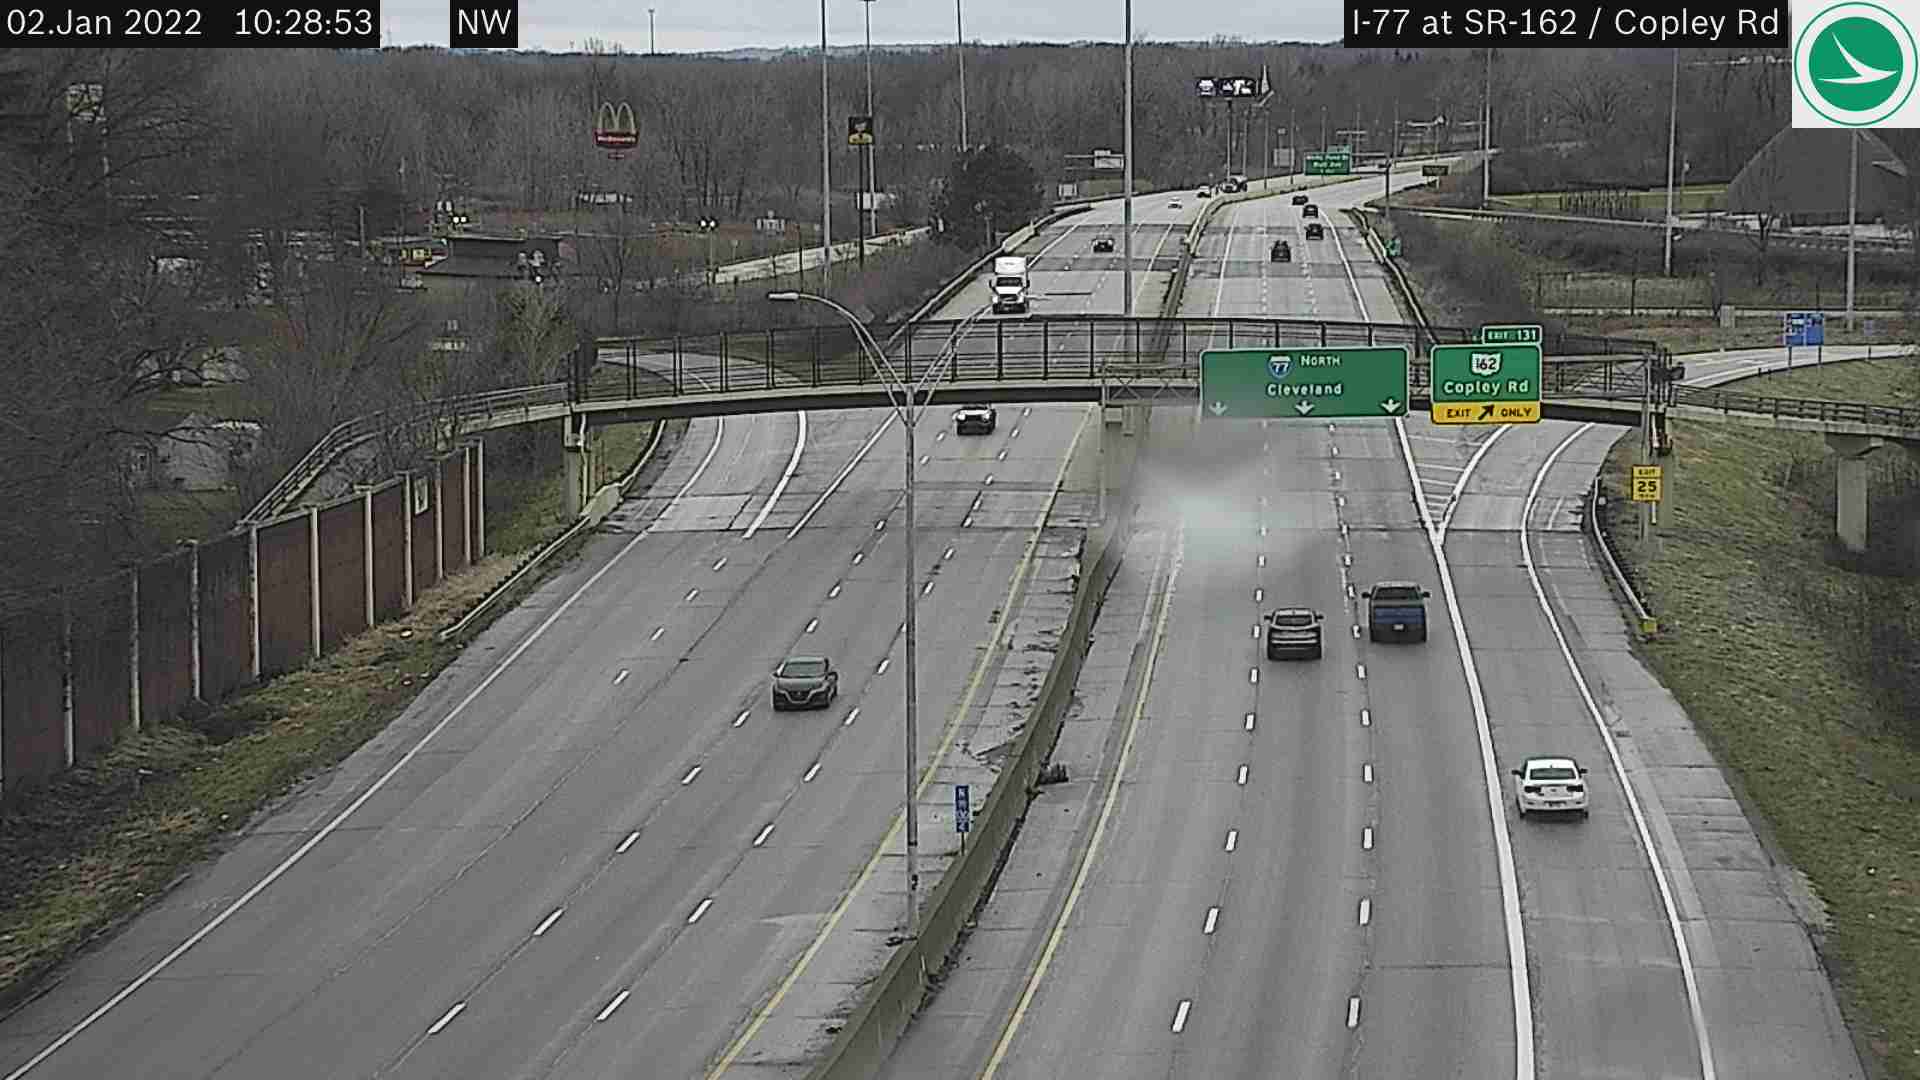 02.Jan 2022 10:28:53
NW
I-77 at SR-162 / Copley Rd
McDonald's
EXIT 131
77 NORTH
Cleveland
162
Copley Rd
EXIT ONLY
EXIT
25